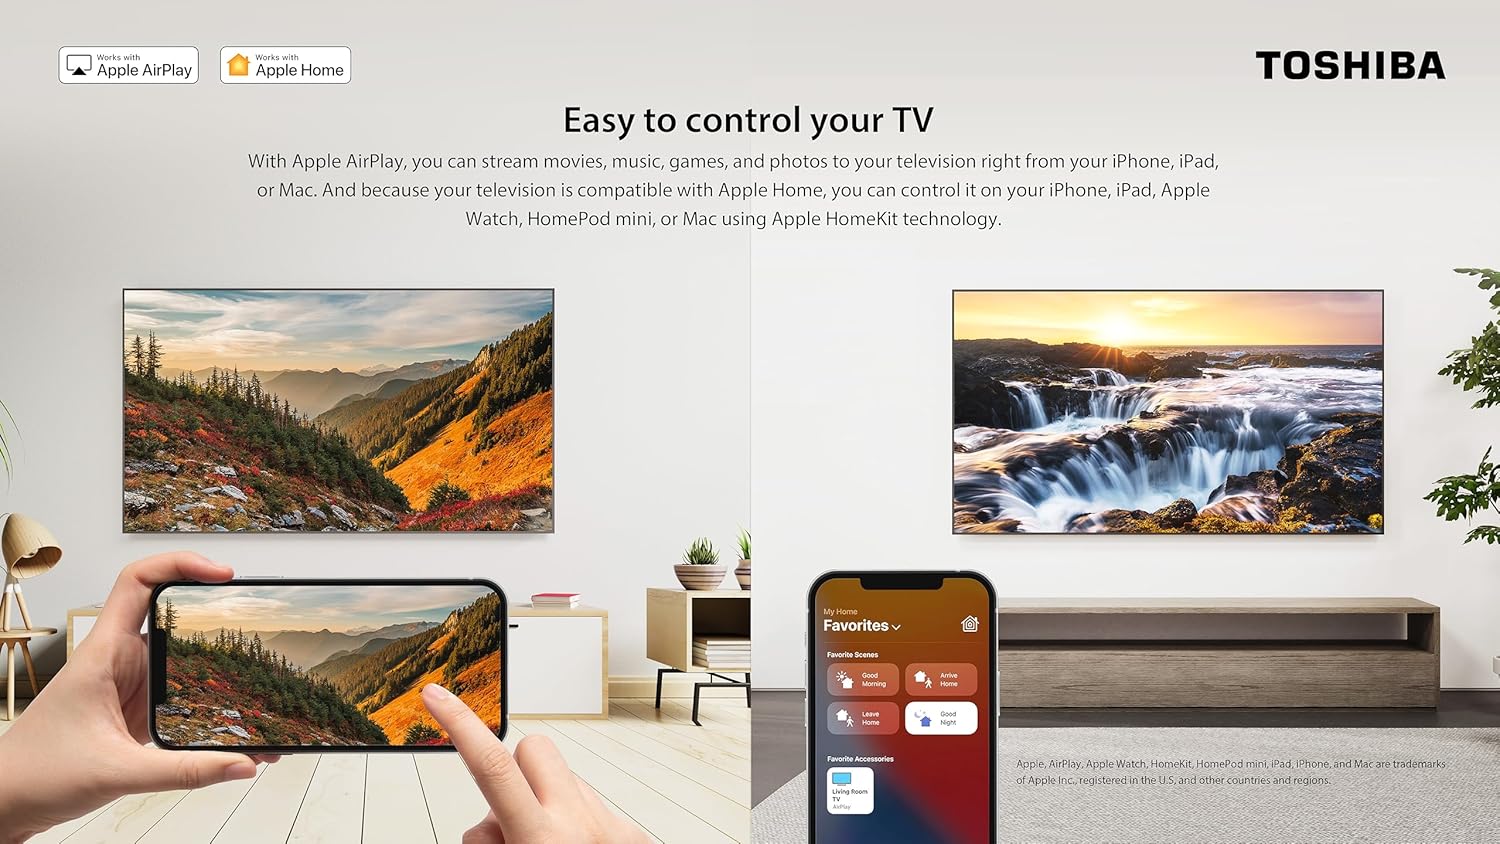 Works with
Apple AirPlay
Works with
Apple Home
TOSHIBA
Easy to control your TV
With Apple AirPlay, you can stream movies, music, games, and photos to your television right from your iPhone, iPad,
or Mac. And because your television is compatible with Apple Home, you can control it on your iPhone, iPad, Apple
Watch, HomePod mini, or Mac using Apple HomeKit technology.
My Home
Favorites
Favorite Scenes
Good
Morning
Arrive
Home
Leave
Home
Good
Night
Favorite Accessories
Living Room
TV
AirPlay
Apple, AirPlay, Apple Watch, HomeKit, HomePod mini, iPad, iPhone, and Mac are trademarks
of Apple Inc., registered in the U.S, and other countries and regions.